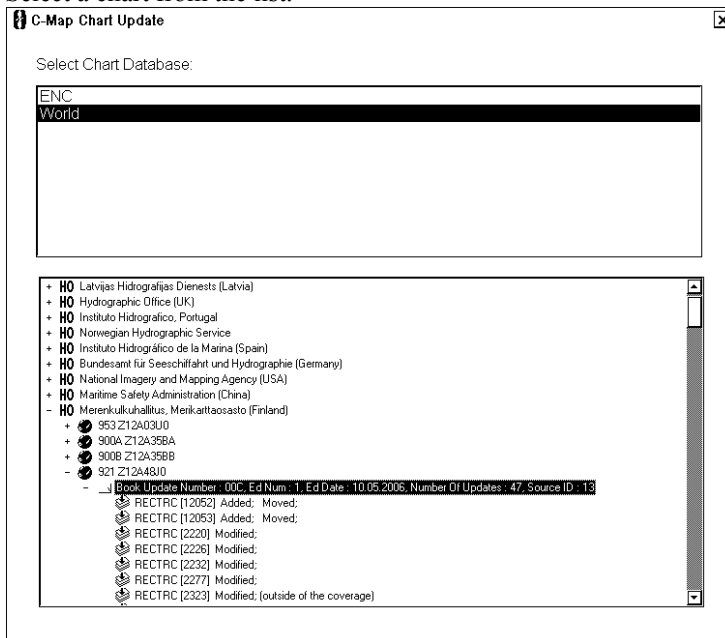 C-Map Chart Update
Select Chart Database:
ENC
World
+ HO Latvijas Hidrografijas Dienests (Latvia)
+ HO Hydrographic Office (UK)
+ HO Instituto Hidrografico, Portugal
+ HO Norwegian Hydrographic Service
+ HO Instituto Hidrográfico de la Marina (Spain)
+ HO Bundesamt für Seeschiffahrt und Hydrographie (Germany)
+ HO National Imagery and Mapping Agency (USA)
+ HO Maritime Safety Administration (China)
- HO Merenkulkuhallitus, Merikarttaosasto (Finland)
+ 953 Z12A03U0
+ 900A Z12A35BA
+ 900B Z12A35BB
- 921 Z12A48J0
- Book Update Number : 00C, Ed Num : 1, Ed Date : 10.05.2006, Number Of Updates : 47, Source ID : 13
RECTRC [12052] Added; Moved;
RECTRC [12053] Added; Moved;
RECTRC [2220] Modified;
RECTRC [2226] Modified;
RECTRC [2232] Modified;
RECTRC [2277] Modified;
RECTRC [2323] Modified; (outside of the coverage)